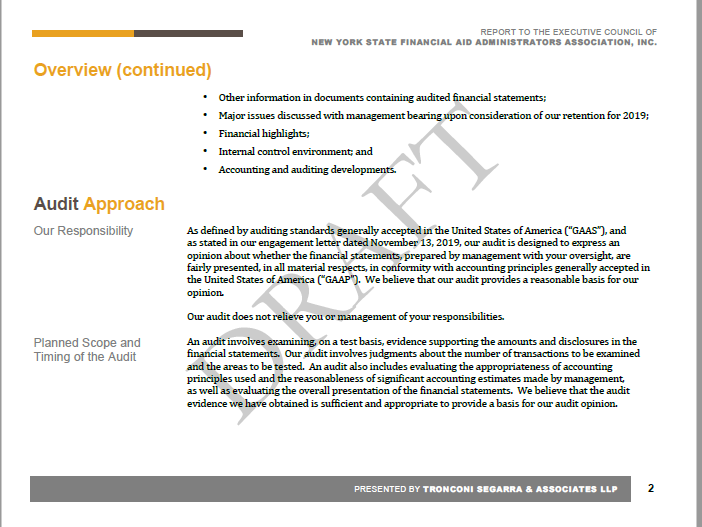 REPORT TO THE EXECUTIVE COUNCIL OF
NEW YORK STATE FINANCIAL AID ADMINISTRATORS ASSOCIATION, INC.
Overview (continued)
• Other information in documents containing audited financial statements;
• Major issues discussed with management bearing upon consideration of our retention for 2019;
• Financial highlights;
• Internal control environment; and
• Accounting and auditing developments.
Audit Approach
Our Responsibility
As defined by auditing standards generally accepted in the United States of America ("GAAS"), and
as stated in our engagement letter dated November 13, 2019, our audit is designed to express an
opinion about whether the financial statements, prepared by management with your oversight, are
fairly presented, in all material respects, in conformity with accounting principles generally accepted in
the United States of America ("GAAP"). We believe that our audit provides a reasonable basis for our
opinion.
Our audit does not relieve you or management of your responsibilities.
Planned Scope and
Timing of the Audit
An audit involves examining, on a test basis, evidence supporting the amounts and disclosures in the
financial statements. Our audit involves judgments about the number of transactions to be examined
and the areas to be tested. An audit also includes evaluating the appropriateness of accounting
principles used and the reasonableness of significant accounting estimates made by management,
as well as evaluating the overall presentation of the financial statements. We believe that the audit
evidence we have obtained is sufficient and appropriate to provide a basis for our audit opinion.
DRAFT
PRESENTED BY TRONCONI SEGARRA & ASSOCIATES LLP
2